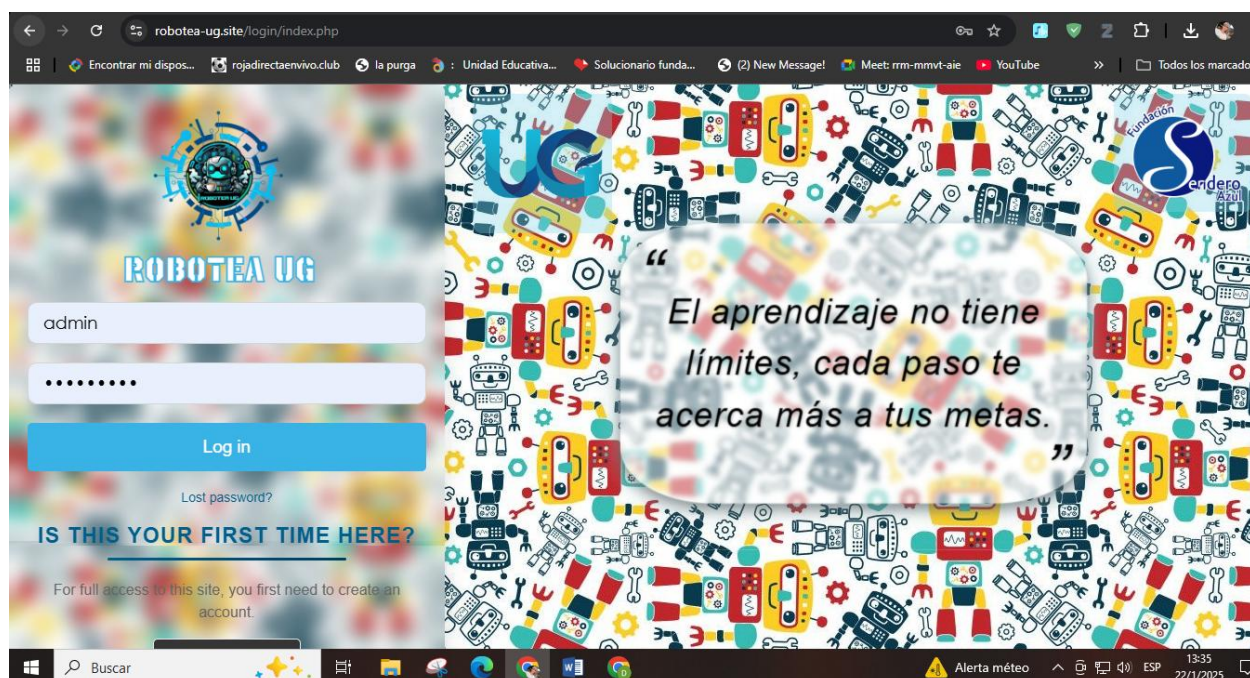 robotea-ug.site/login/index.php
Encontrar mi dispos...
rojadirectaenvivo.club
la purga
: Unidad Educativa...
Solucionario funda...
(2) New Message!
Meet: rrm-mmvt-aie
YouTube
»
Todos los marcado
ROBOTEA UG
ROBOTEA UG
admin
•••••••••
Log in
Lost password?
IS THIS YOUR FIRST TIME HERE?
For full access to this site, you first need to create an
account.
UG
Fundación
Sendero
Azul
“
El aprendizaje no tiene
límites, cada paso te
acerca más a tus metas.
”
Buscar
Alerta méteo
ESP
13:35
22/1/2025